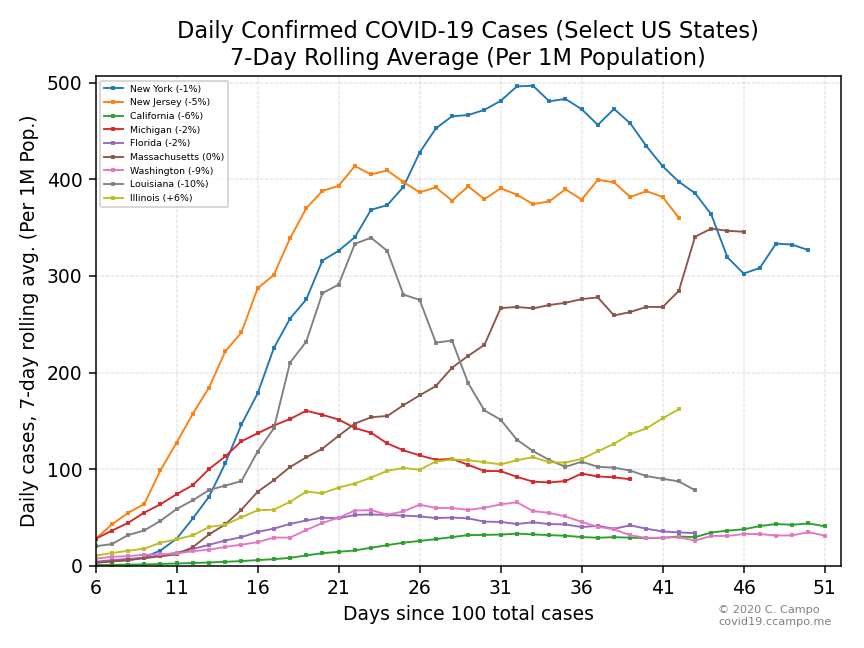 Daily Confirmed COVID-19 Cases (Select US States)
7-Day Rolling Average (Per 1M Population)
Daily cases, 7-day rolling avg. (Per 1M Pop.)
500
400
300
200
100
0
New York (-1%)
New Jersey (-5%)
California (-6%)
Michigan (-2%)
Florida (-2%)
Massachusetts (0%)
Washington (-9%)
Louisiana (-10%)
Illinois (+6%)
6 11 16 21 26 31 36 41 46 51
Days since 100 total cases
© 2020 C. Campo
covid19.ccampo.me